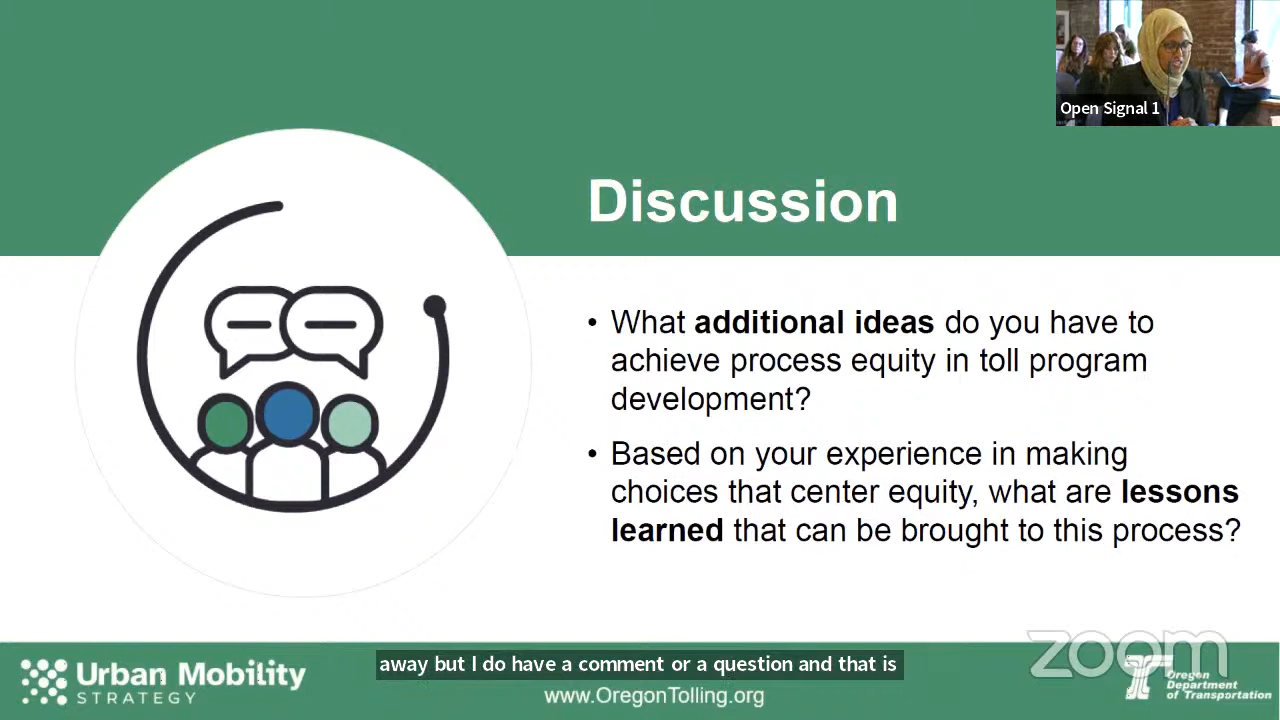 Open Signal 1
Discussion
• What additional ideas do you have to
achieve process equity in toll program
development?
• Based on your experience in making
choices that center equity, what are lessons
learned that can be brought to this process?
away but I do have a comment or a question and that is
Urban Mobility
STRATEGY
www.OregonTolling.org
zoom
Oregon
Department
of Transportation